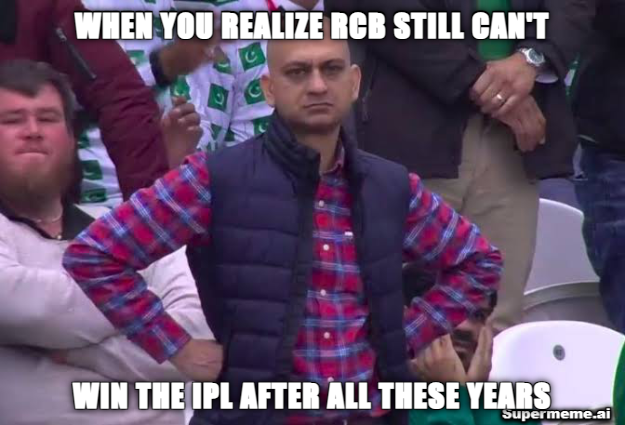 WHEN YOU REALIZE RCB STILL CAN'T
WIN THE IPL AFTER ALL THESE YEARS
Supermeme.ai